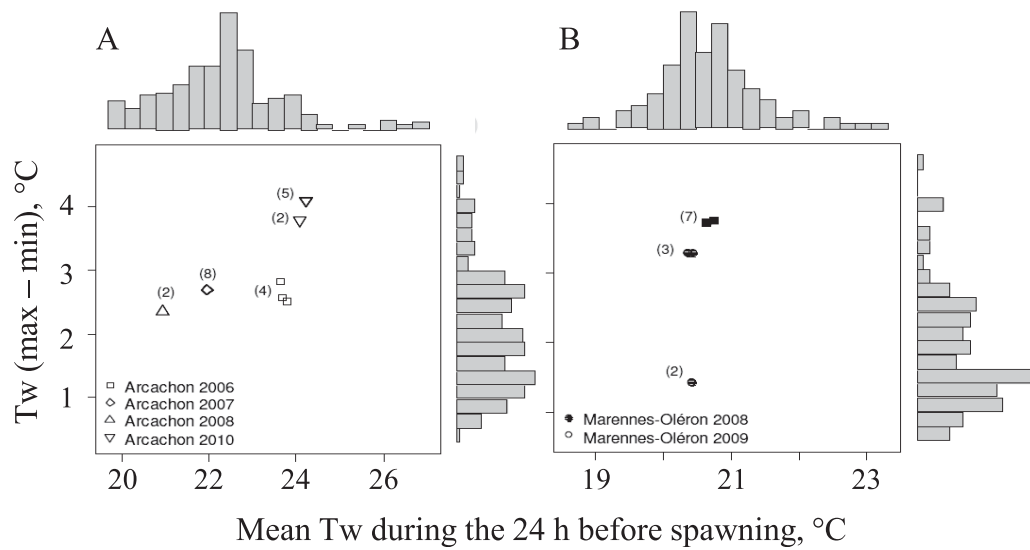 A
B
Tw (max – min), °C
4
3
2
1
(5)
(2)
(8)
(2)
(4)
Arcachon 2006
Arcachon 2007
Arcachon 2008
Arcachon 2010
20 22 24 26
(7)
(3)
(2)
Marennes-Oléron 2008
Marennes-Oléron 2009
19 21 23
Mean Tw during the 24 h before spawning, °C